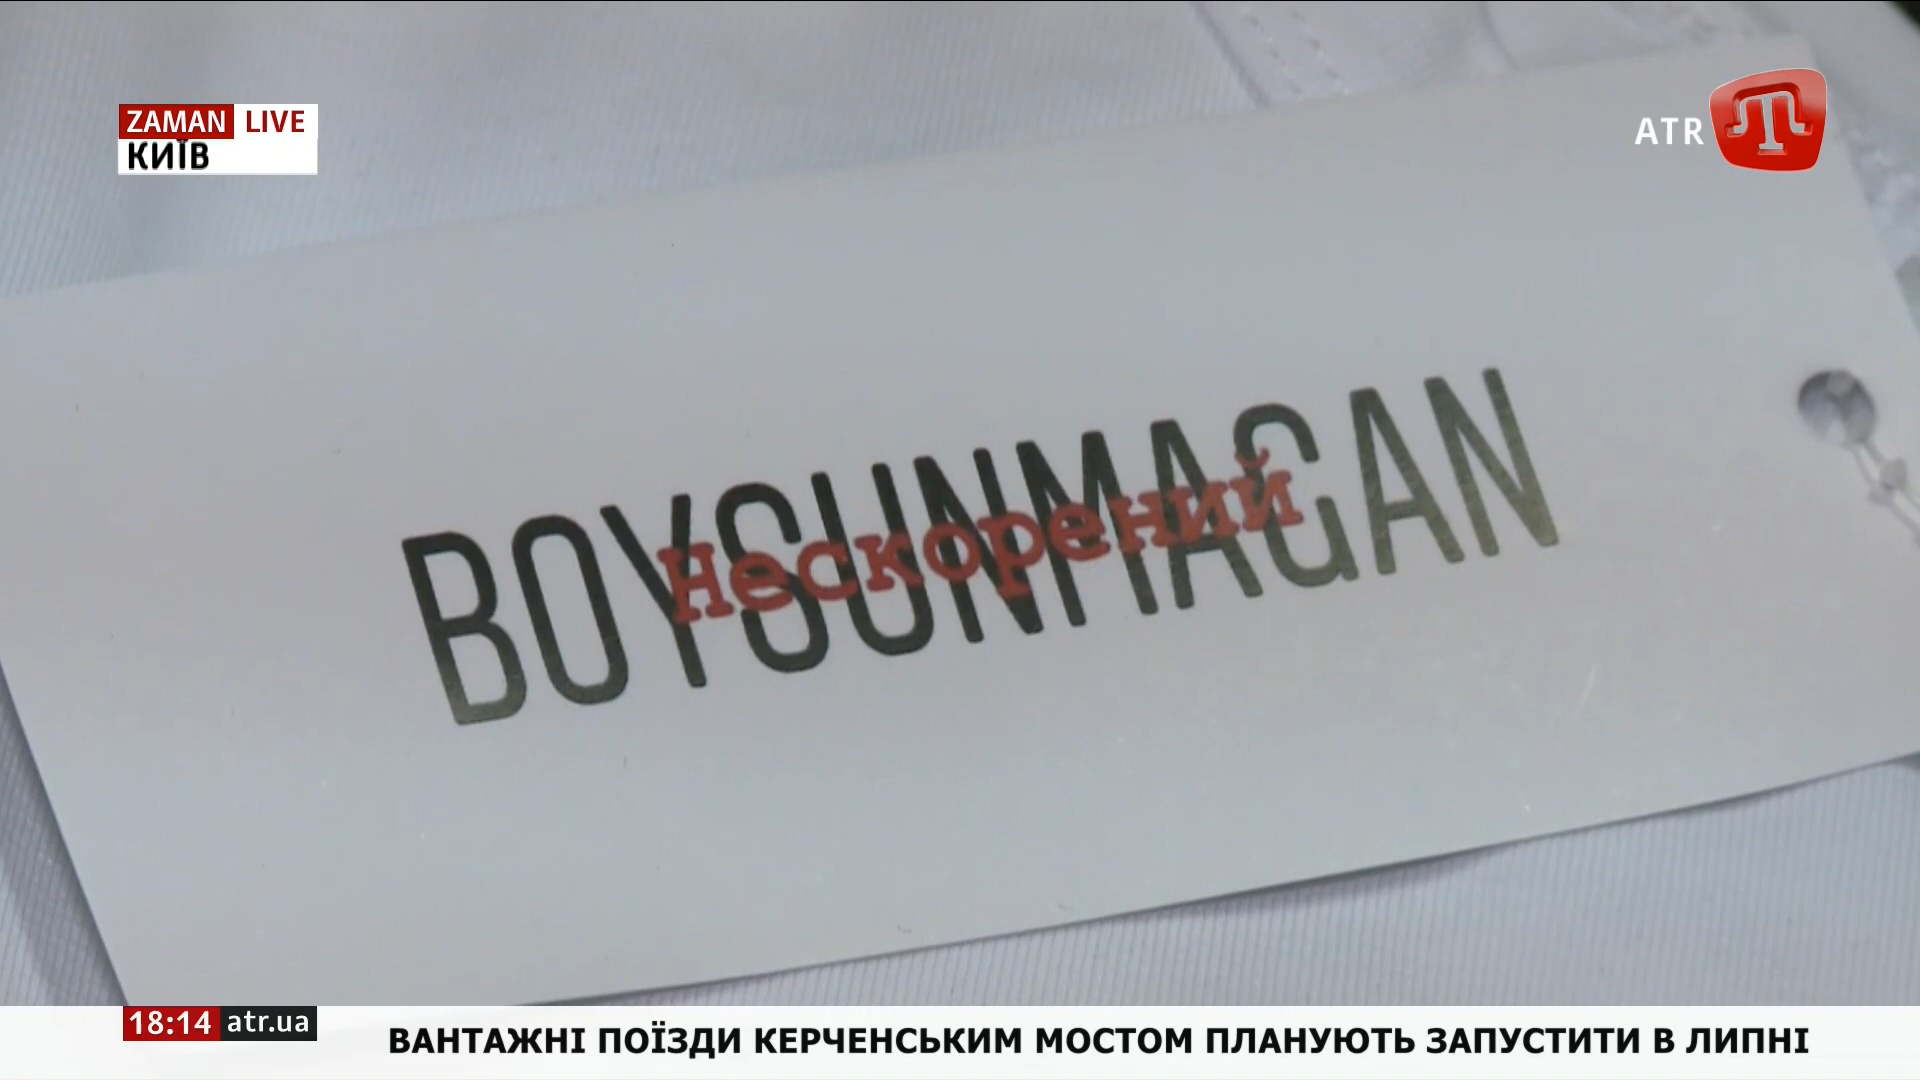 ZAMAN LIVE
КИЇВ
ATR
BOYSUNMAGAN
Нескорений
18:14 atr.ua
ВАНТАЖНІ ПОЇЗДИ КЕРЧЕНСЬКИМ МОСТОМ ПЛАНУЮТЬ ЗАПУСТИТИ В ЛИПНІ